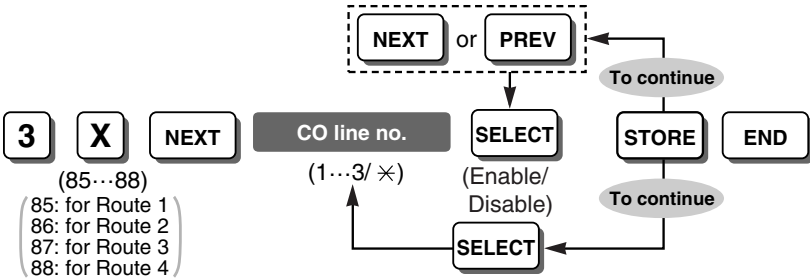 NEXT or PREV
To continue
3 X NEXT CO line no. SELECT STORE END
(85···88) (1···3/ ✳) (Enable/
Disable)
To continue
85: for Route 1
86: for Route 2
87: for Route 3
88: for Route 4
SELECT